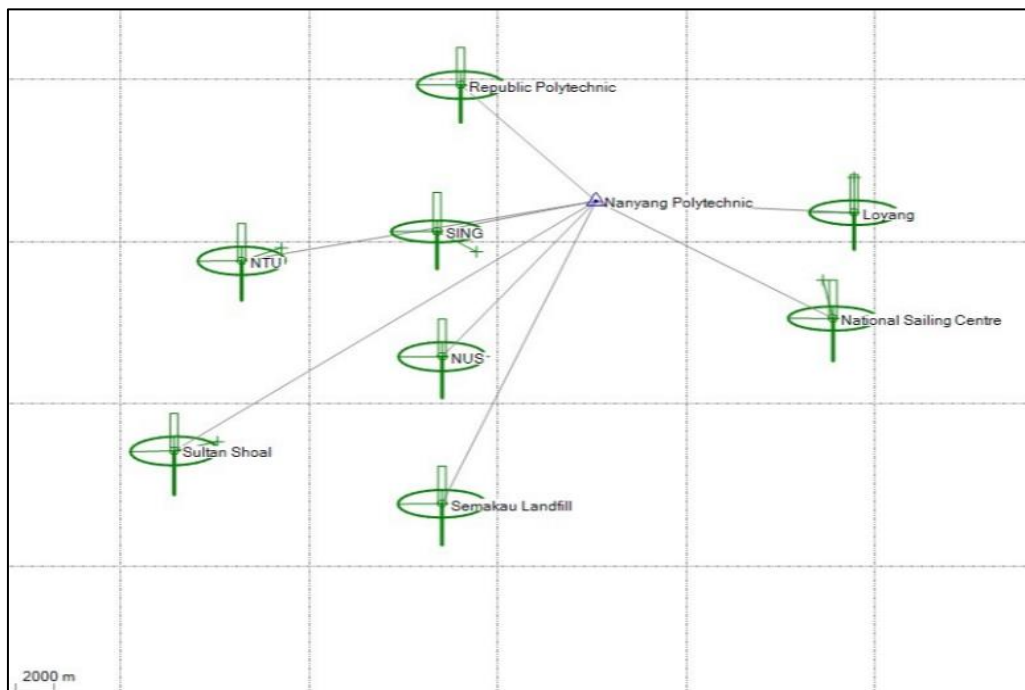 Republic Polytechnic
Nanyang Polytechnic
Loyang
SING
NTU
National Sailing Centre
NUS
Sultan Shoal
Semakau Landfill
2000 m